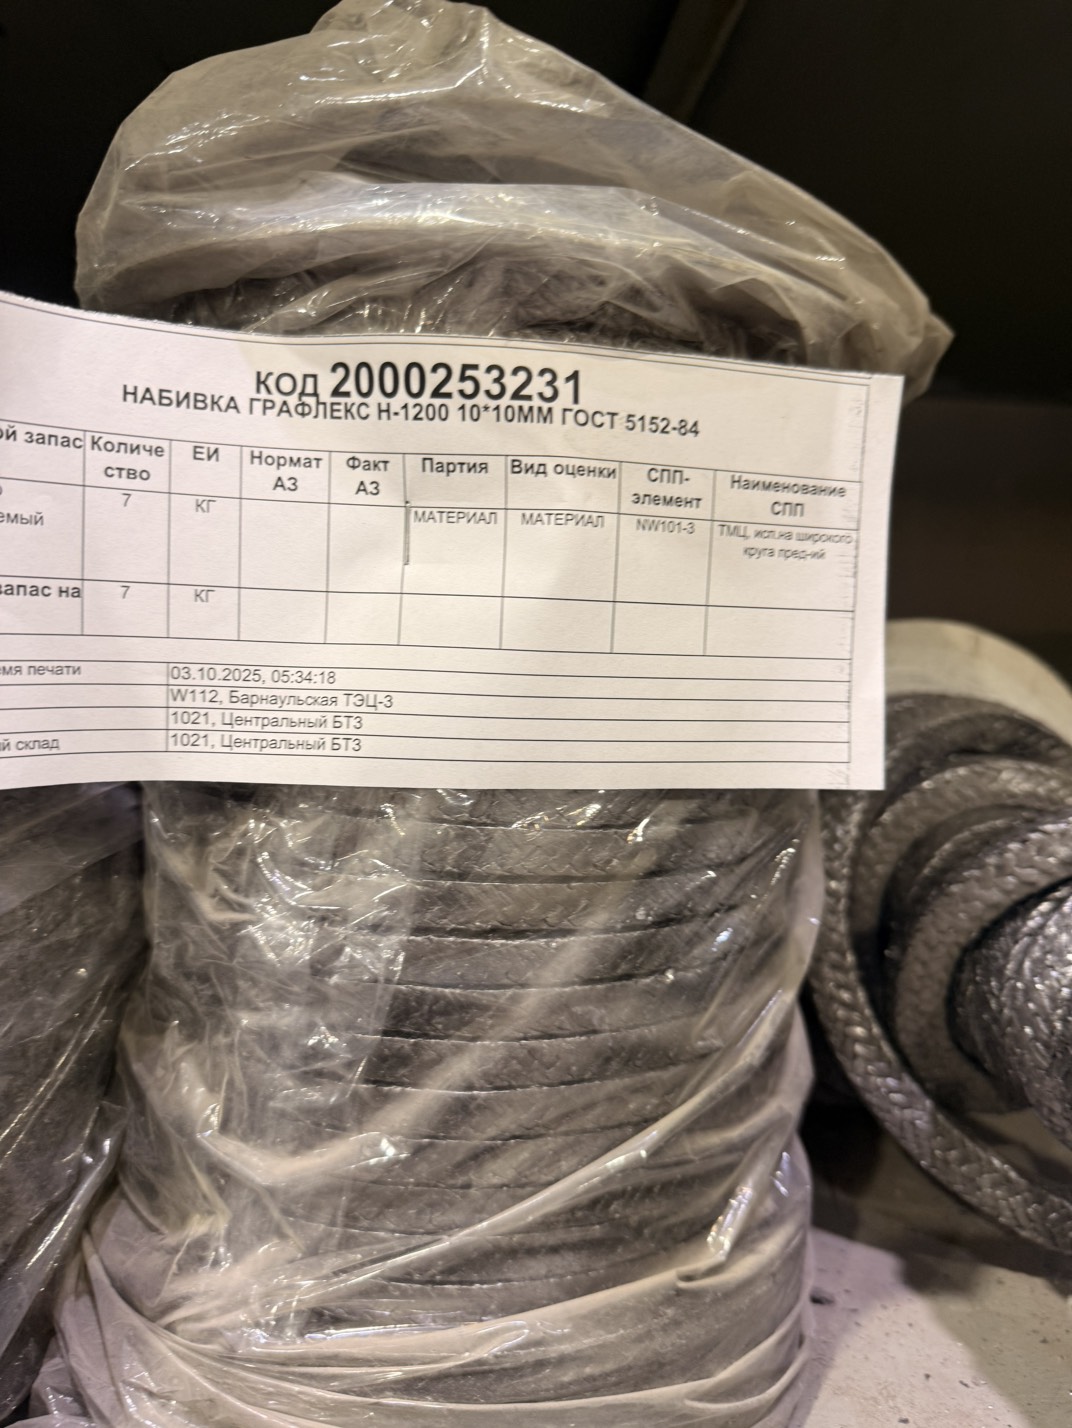 КОД 2000253231
НАБИВКА ГРАФЛЕКС Н-1200 10*10ММ ГОСТ 5152-84
ой запас Количе ство ЕИ Нормат АЗ Факт АЗ Партия Вид оценки СПП-элемент Наименование СПП
емый 7 КГ МАТЕРИАЛ МАТЕРИАЛ NW101-3 ТМЦ, исп.на широкого круга пред-ий
запас на 7 КГ
емя печати 03.10.2025, 05:34:18
W112, Барнаульская ТЭЦ-3
1021, Центральный БТЗ
й склад 1021, Центральный БТЗ